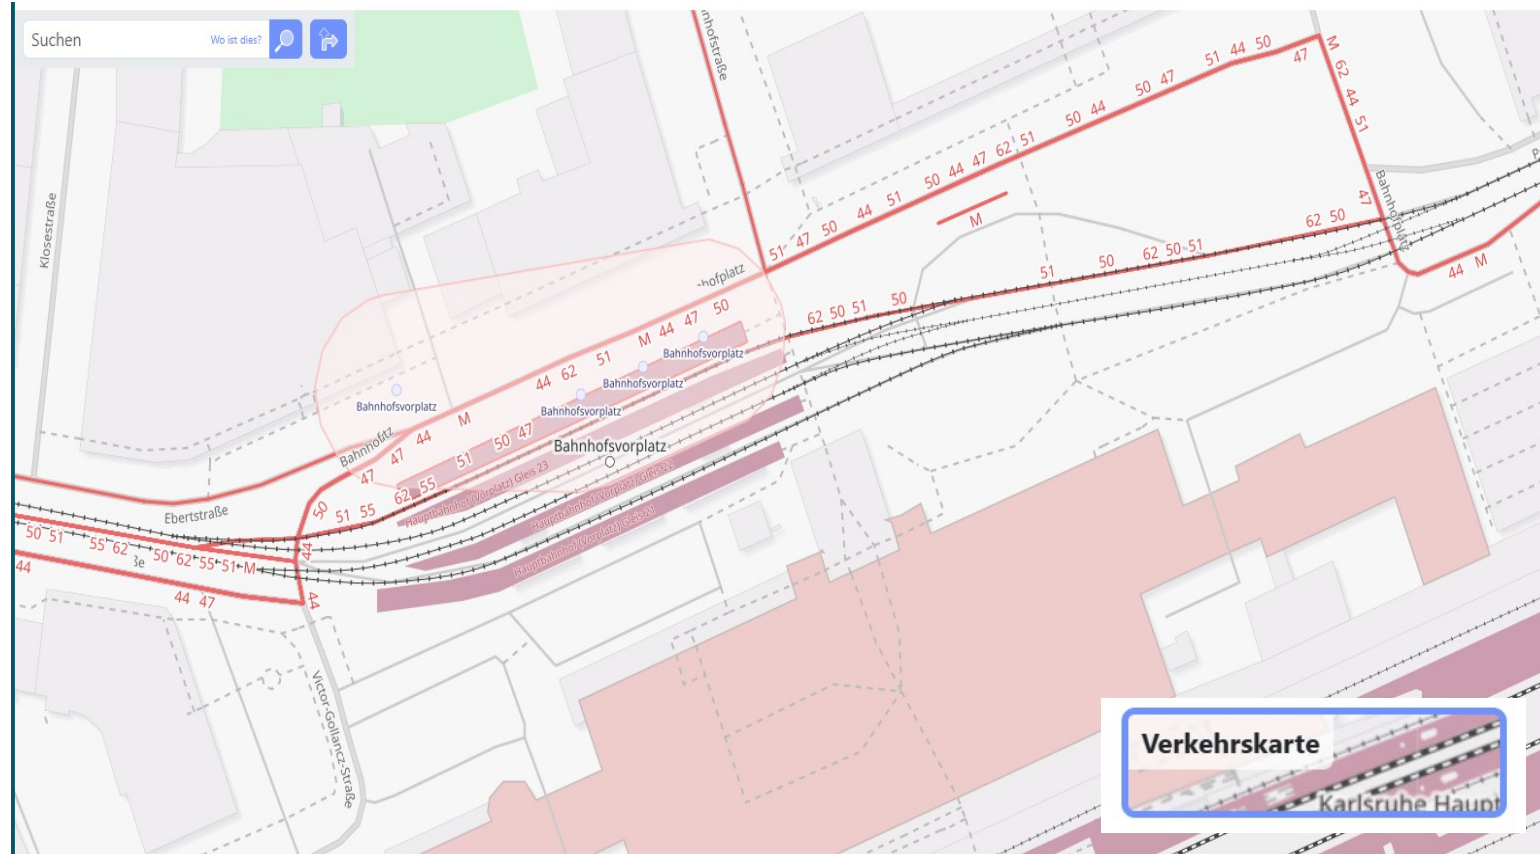 Suchen
Wo ist dies?
Klosestraße
nhofstraße
51 44 50
47
M 62 44 51
50 47
50 44
50 44 47 62 51
44 51
51 47 50
M
47
Bahnhofplatz
62 50
62 50 51
50
51
44 M
50
62 50 51
hofplatz
M 44 47 50
51
44 62
Bahnhofsvorplatz
Bahnhofsvorplatz
Bahnhofsvorplatz
Bahnhofsvorplatz
M
44
47
47
50 47
51
62 55
51 55
50
Bahnhofsvorplatz
Hauptbahnhof (Vorplatz) Gleis 23
Hauptbahnhof (Vorplatz) Gleis 22
Hauptbahnhof (Vorplatz) Gleis 21
Ebertstraße
50 51
55 62
50 62 55 51 M
ße
44
44
44 47
44
Victor-Gollancz-Straße
Verkehrskarte
Karlsruhe Haupt